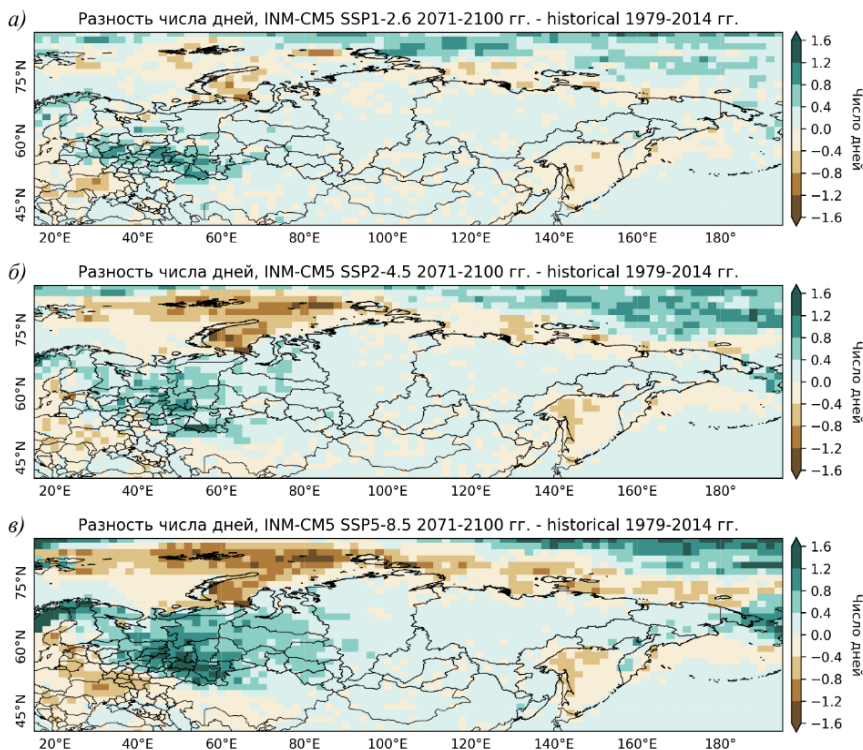 а)
Разность числа дней, INM-CM5 SSP1-2.6 2071-2100 гг. - historical 1979-2014 гг.
75°N
60°N
45°N
20°E 40°E 60°E 80°E 100°E 120°E 140°E 160°E 180°
1.6
1.2
0.8
0.4
0.0
−0.4
−0.8
−1.2
−1.6
Число дней
б)
Разность числа дней, INM-CM5 SSP2-4.5 2071-2100 гг. - historical 1979-2014 гг.
75°N
60°N
45°N
20°E 40°E 60°E 80°E 100°E 120°E 140°E 160°E 180°
1.6
1.2
0.8
0.4
0.0
−0.4
−0.8
−1.2
−1.6
Число дней
в)
Разность числа дней, INM-CM5 SSP5-8.5 2071-2100 гг. - historical 1979-2014 гг.
75°N
60°N
45°N
20°E 40°E 60°E 80°E 100°E 120°E 140°E 160°E 180°
1.6
1.2
0.8
0.4
0.0
−0.4
−0.8
−1.2
−1.6
Число дней